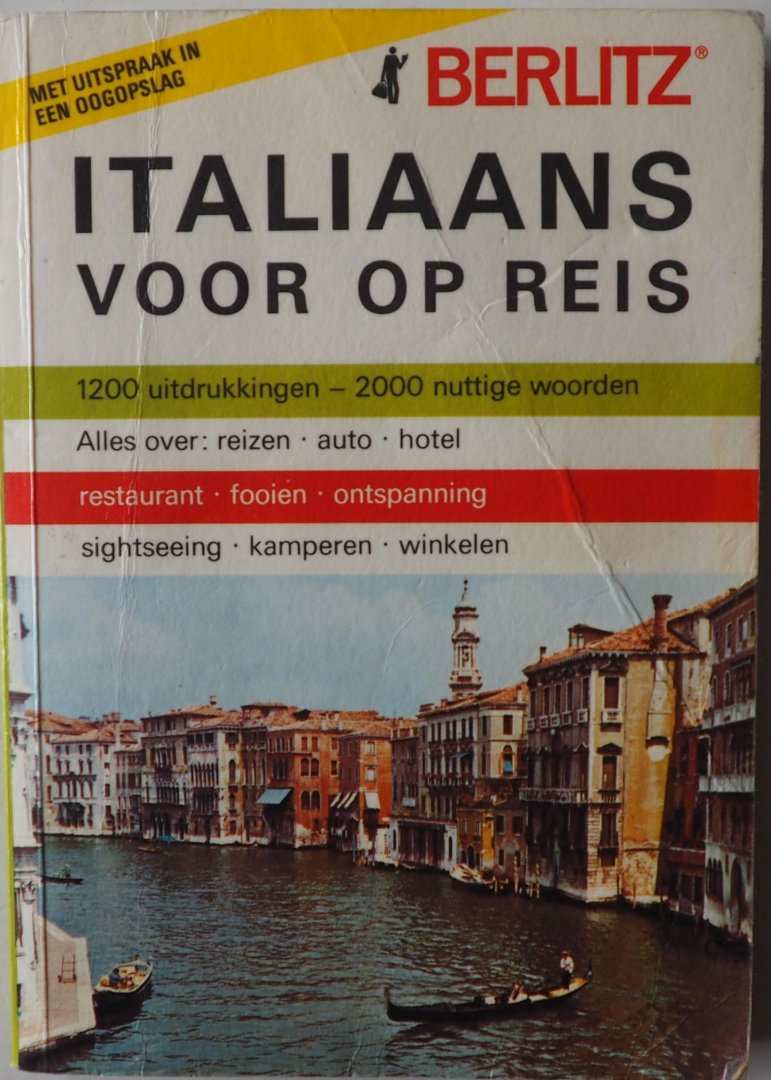 MET UITSPRAAK IN
EEN OOGOPSLAG
BERLITZ®
ITALIAANS
VOOR OP REIS
1200 uitdrukkingen – 2000 nuttige woorden
Alles over: reizen · auto · hotel
restaurant · fooien · ontspanning
sightseeing · kamperen · winkelen